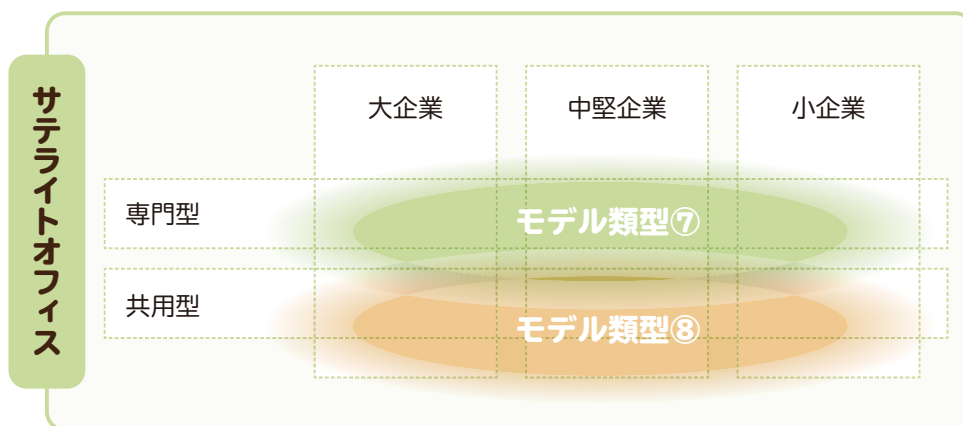 サテライトオフィス
大企業
中堅企業
小企業
専門型
モデル類型⑦
共用型
モデル類型⑧